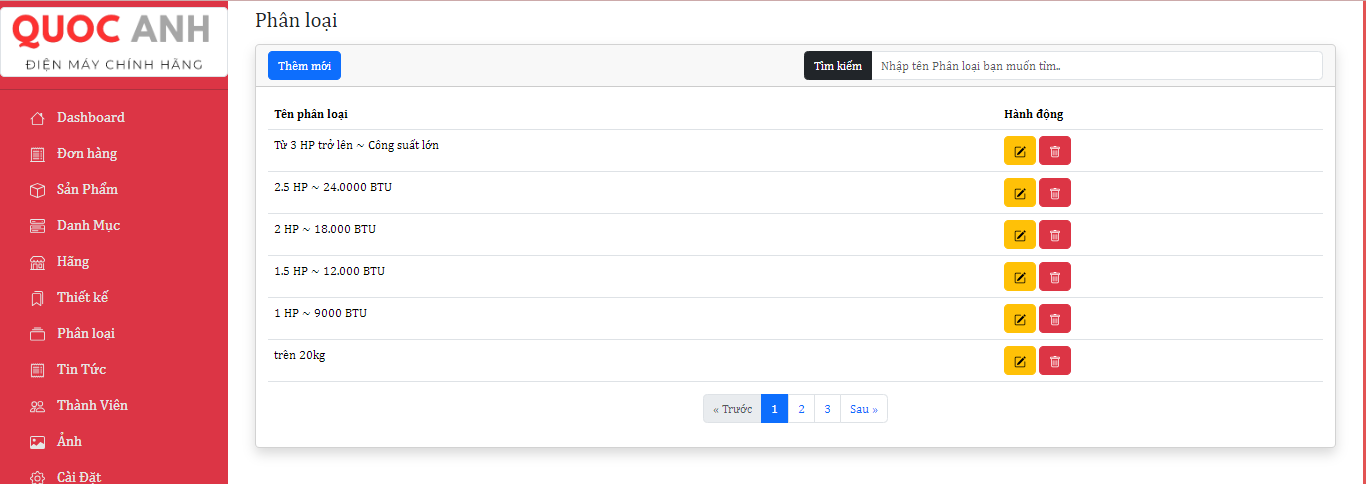 QUOC ANH
ĐIỆN MÁY CHÍNH HÃNG
Dashboard
Đơn hàng
Sản Phẩm
Danh Mục
Hãng
Thiết kế
Phân loại
Tin Tức
Thành Viên
Ảnh
Cài Đặt
Phân loại
Thêm mới
Tìm kiếm Nhập tên Phân loại bạn muốn tìm..
Tên phân loại Hành động
Từ 3 HP trở lên ~ Công suất lớn
2.5 HP ~ 24.0000 BTU
2 HP ~ 18.000 BTU
1.5 HP ~ 12.000 BTU
1 HP ~ 9000 BTU
trên 20kg
« Trước 1 2 3 Sau »